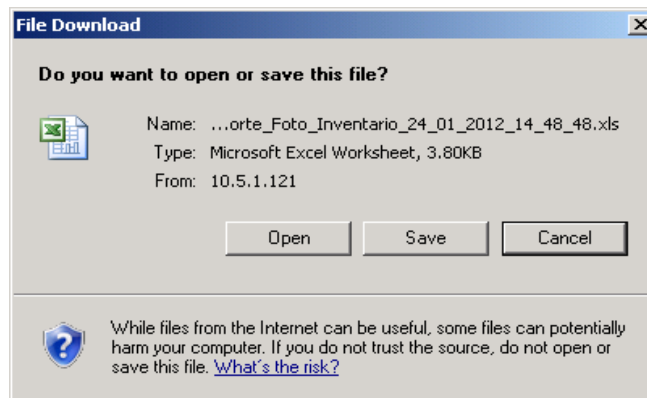 File Download
Do you want to open or save this file?
Name: ...orte_Foto_Inventario_24_01_2012_14_48_48.xls
Type: Microsoft Excel Worksheet, 3.80KB
From: 10.5.1.121
Open Save Cancel
While files from the Internet can be useful, some files can potentially
harm your computer. If you do not trust the source, do not open or
save this file. What's the risk?